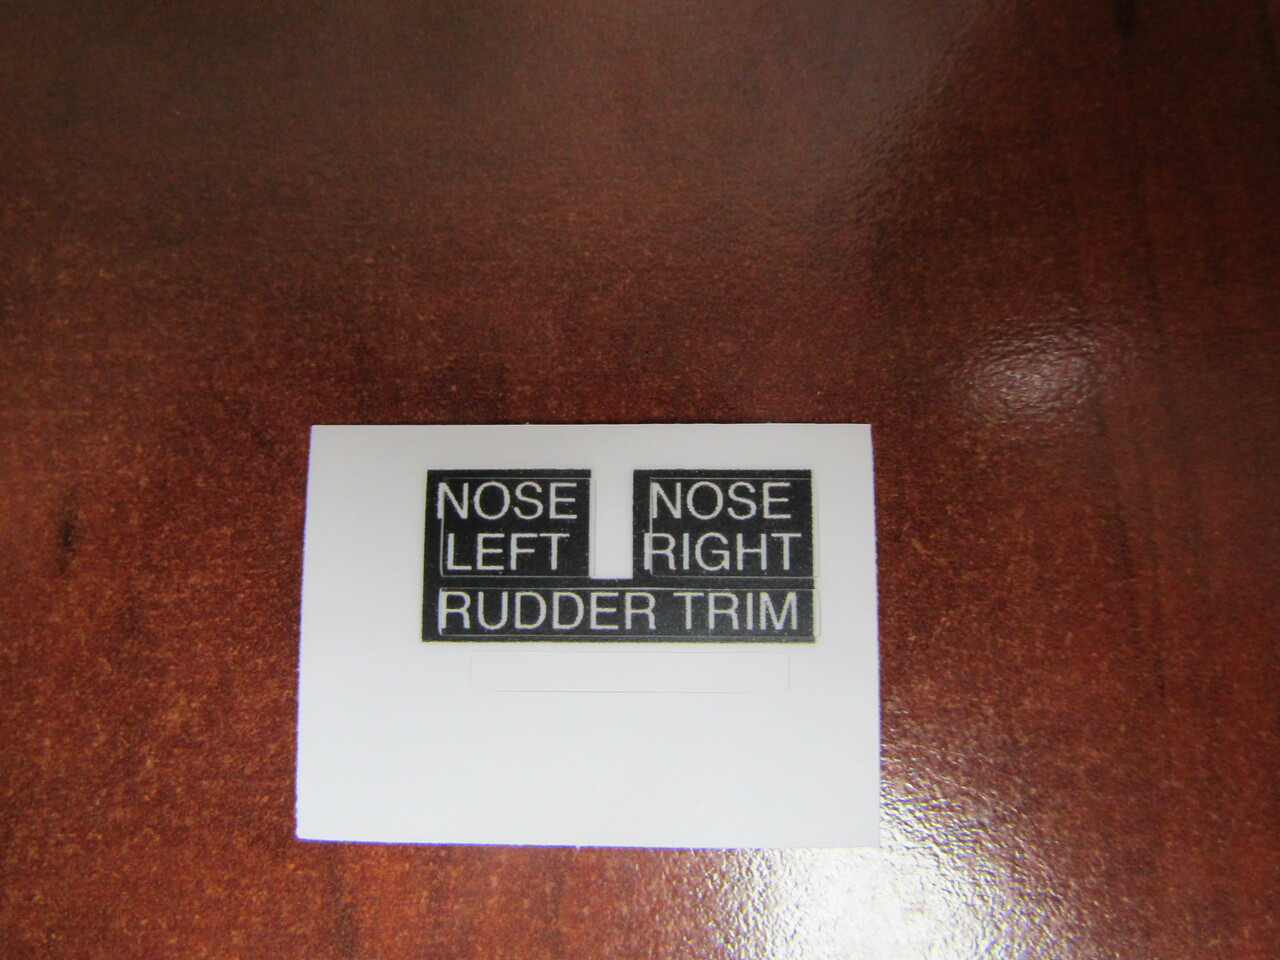 NOSE LEFT
NOSE RIGHT
RUDDER TRIM